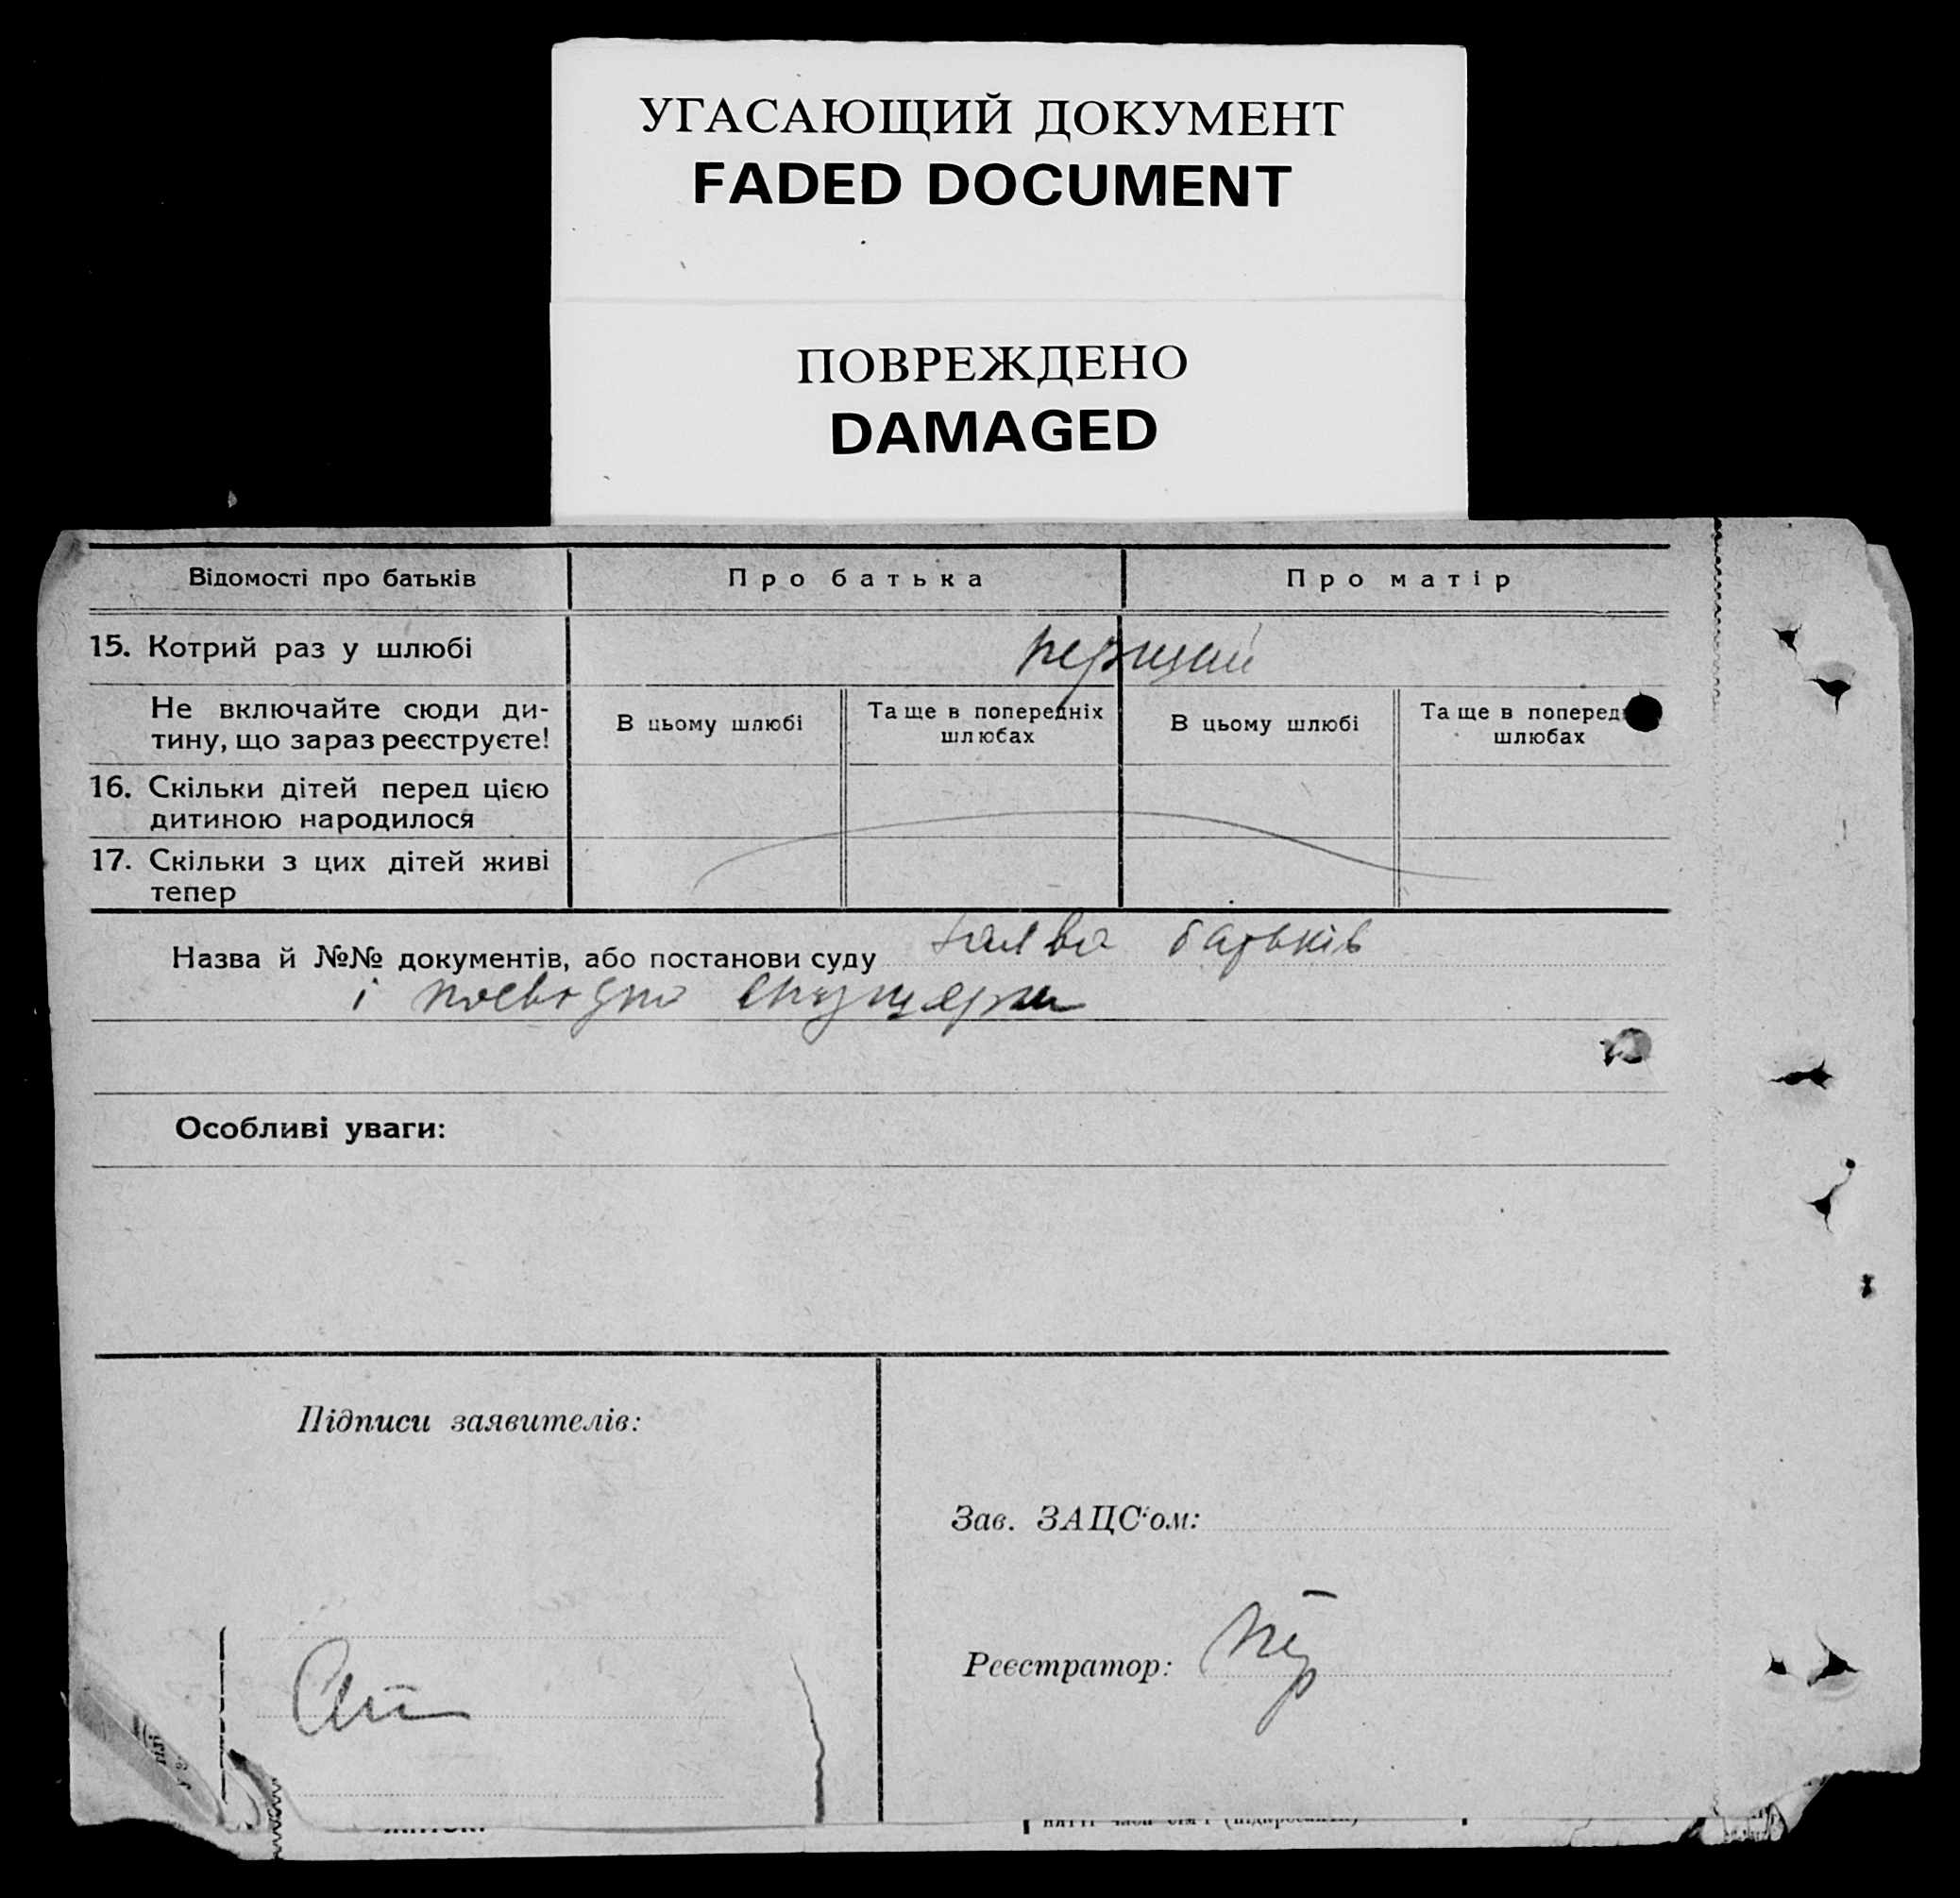 УГАСАЮЩИЙ ДОКУМЕНТ
FADED DOCUMENT
ПОВРЕЖДЕНО
DAMAGED
Відомості про батьків
Про батька
Про матір
15. Котрий раз у шлюбі
перший
Не включайте сюди ди-
тину, що зараз реєструєте!
В цьому шлюбі
Та ще в попередніх
шлюбах
В цьому шлюбі
Та ще в поперед
шлюбах
16. Скільки дітей перед цією
дитиною народилося
17. Скільки з цих дітей живі
тепер
Назва й №№ документів, або постанови суду заява батьків
і
Особливі уваги:
Підписи заявителів:
Зав. ЗАЦС'ом:
Реєстратор: